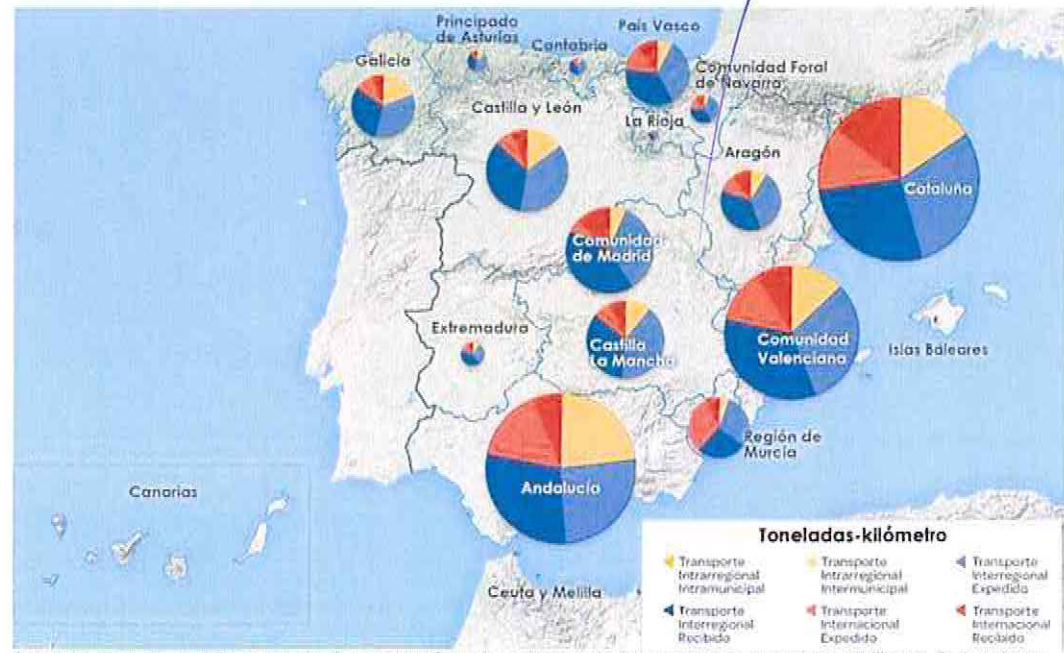 Principado
de Asturias
Cantabria
País Vasco
Galicia
Comunidad Foral
de Navarra
Castilla y León
La Rioja
Aragón
Cataluña
Comunidad
de Madrid
Extremadura
Castilla
La Mancha
Comunidad
Valenciana
Islas Baleares
Región de
Murcia
Andalucía
Canarias
Ceuta y Melilla
Toneladas-kilómetro
Transporte
Intrarregional
Intramunicipal
Transporte
Intrarregional
Intermunicipal
Transporte
Interregional
Expedido
Transporte
Interregional
Recibido
Transporte
Internacional
Expedido
Transporte
Internacional
Recibido